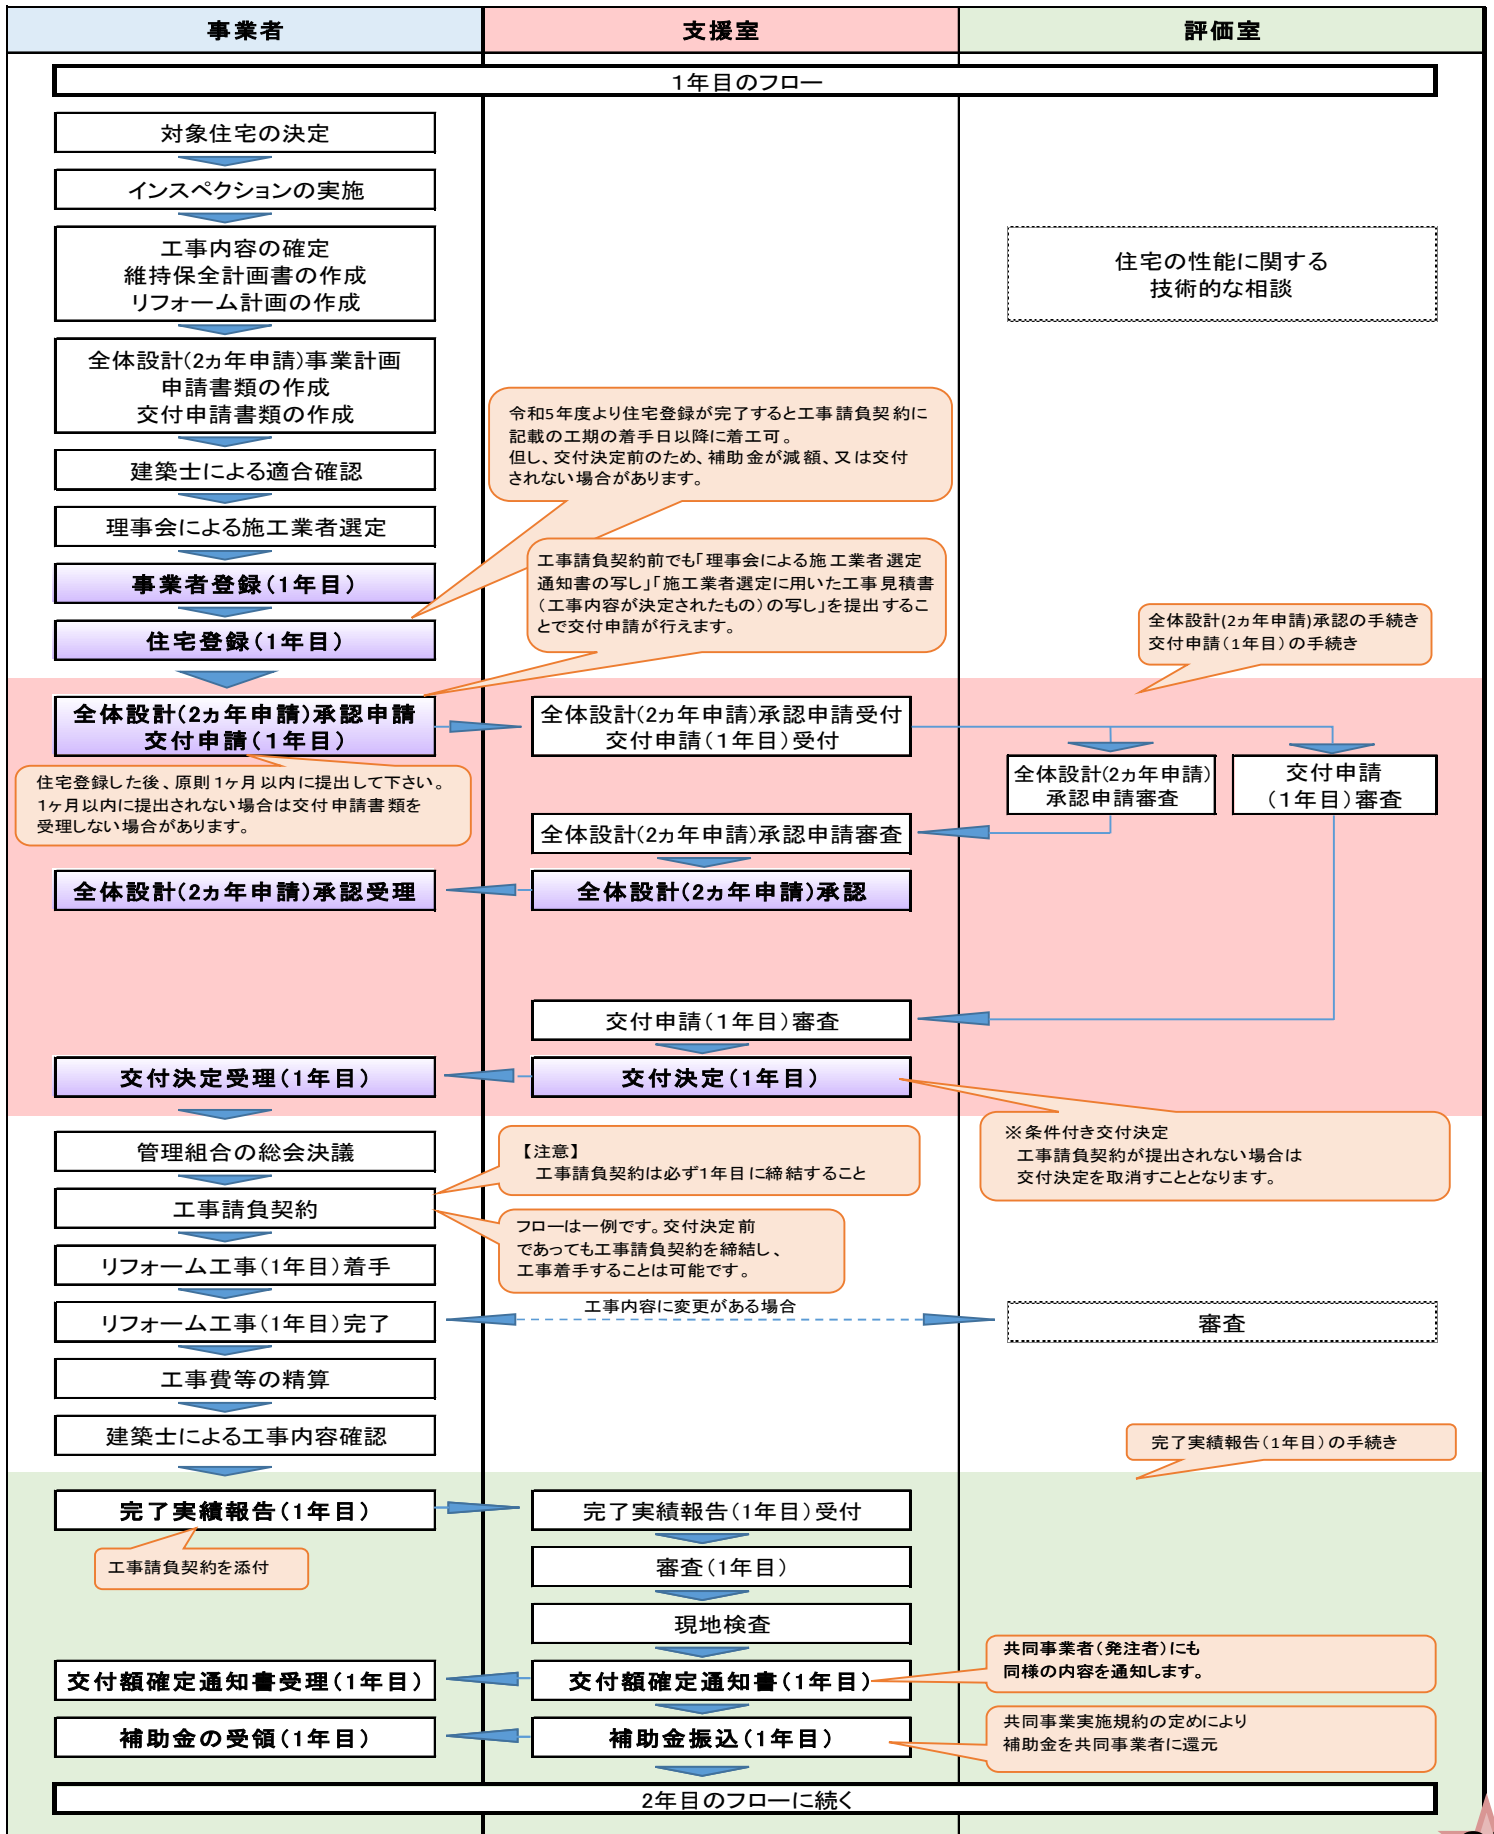 事業者
支援室
評価室
1年目のフロー
対象住宅の決定
インスペクションの実施
工事内容の確定
維持保全計画書の作成
リフォーム計画の作成
住宅の性能に関する
技術的な相談
全体設計(2ヵ年申請)事業計画
申請書類の作成
交付申請書類の作成
令和5年度より住宅登録が完了すると工事請負契約に
記載の工期の着手日以降に着工可。
但し、交付決定前のため、補助金が減額、又は交付
されない場合があります。
建築士による適合確認
理事会による施工業者選定
事業者登録(1年目)
住宅登録(1年目)
工事請負契約前でも「理事会による施工業者選定
通知書の写し」「施工業者選定に用いた工事見積書
(工事内容が決定されたもの)の写し」を提出するこ
とで交付申請が行えます。
全体設計(2ヵ年申請)承認の手続き
交付申請(1年目)の手続き
全体設計(2ヵ年申請)承認申請
交付申請(1年目)
全体設計(2ヵ年申請)承認申請受付
交付申請(1年目)受付
住宅登録した後、原則1ヶ月以内に提出して下さい。
1ヶ月以内に提出されない場合は交付申請書類を
受理しない場合があります。
全体設計(2ヵ年申請)
承認申請審査
交付申請
(1年目)審査
全体設計(2ヵ年申請)承認申請審査
全体設計(2ヵ年申請)承認受理
全体設計(2ヵ年申請)承認
交付申請(1年目)審査
交付決定受理(1年目)
交付決定(1年目)
※条件付き交付決定
工事請負契約が提出されない場合は
交付決定を取消すこととなります。
管理組合の総会決議
【注意】
工事請負契約は必ず1年目に締結すること
工事請負契約
フローは一例です。交付決定前
であっても工事請負契約を締結し、
工事着手することは可能です。
リフォーム工事(1年目)着手
リフォーム工事(1年目)完了
工事内容に変更がある場合
審査
工事費等の精算
建築士による工事内容確認
完了実績報告(1年目)の手続き
完了実績報告(1年目)
完了実績報告(1年目)受付
工事請負契約を添付
審査(1年目)
現地検査
共同事業者(発注者)にも
同様の内容を通知します。
交付額確定通知書受理(1年目)
交付額確定通知書(1年目)
補助金の受領(1年目)
補助金振込(1年目)
共同事業実施規約の定めにより
補助金を共同事業者に還元
2年目のフローに続く